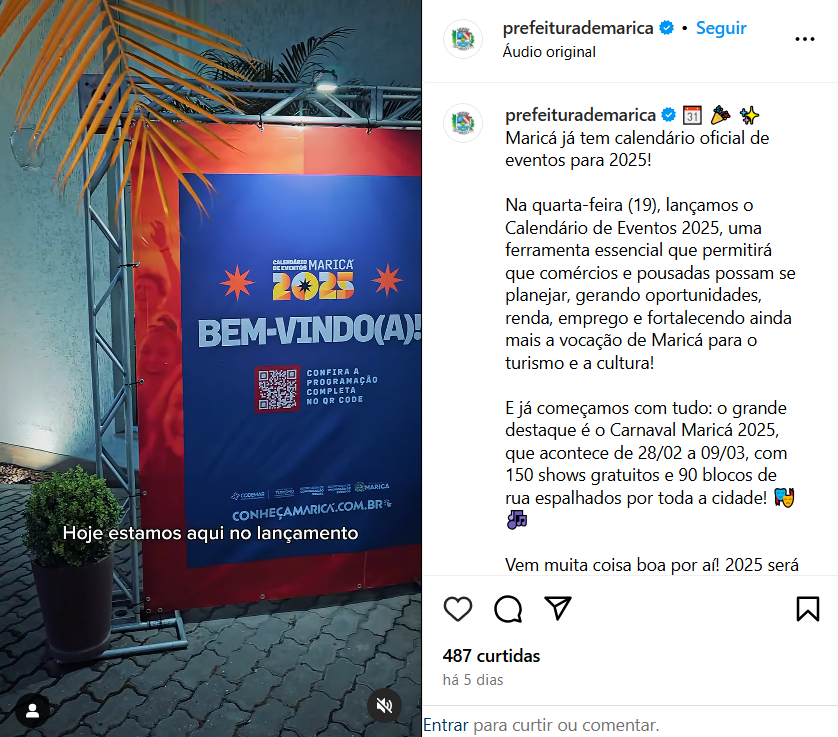 CALENDÁRIO
DE EVENTOS MARICÁ
2025
BEM-VINDO(A)!
CONFIRA A
PROGRAMAÇÃO
COMPLETA
NO QR CODE
CODEMAR
TURISMO
MARICÁ
CONHEÇAMARICÁ.COM.BR
Hoje estamos aqui no lançamento
prefeiturademarica • Seguir
Áudio original
prefeiturademarica
Maricá já tem calendário oficial de
eventos para 2025!
Na quarta-feira (19), lançamos o
Calendário de Eventos 2025, uma
ferramenta essencial que permitirá
que comércios e pousadas possam se
planejar, gerando oportunidades,
renda, emprego e fortalecendo ainda
mais a vocação de Maricá para o
turismo e a cultura!
E já começamos com tudo: o grande
destaque é o Carnaval Maricá 2025,
que acontece de 28/02 a 09/03, com
150 shows gratuitos e 90 blocos de
rua espalhados por toda a cidade!
Vem muita coisa boa por aí! 2025 será
487 curtidas
há 5 dias
Entrar para curtir ou comentar.